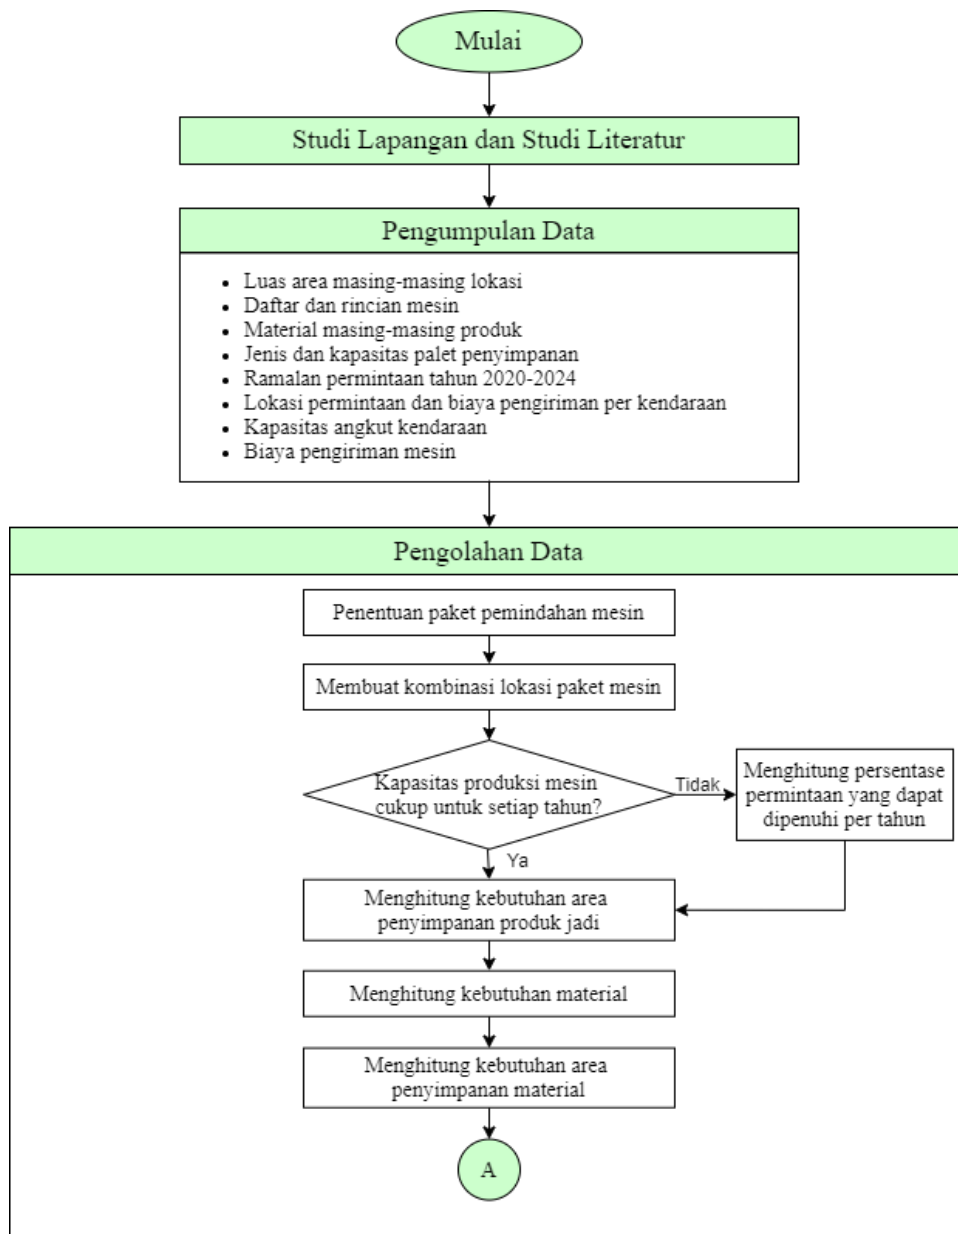 Mulai
Studi Lapangan dan Studi Literatur
Pengumpulan Data
• Luas area masing-masing lokasi
• Daftar dan rincian mesin
• Material masing-masing produk
• Jenis dan kapasitas palet penyimpanan
• Ramalan permintaan tahun 2020-2024
• Lokasi permintaan dan biaya pengiriman per kendaraan
• Kapasitas angkut kendaraan
• Biaya pengiriman mesin
Pengolahan Data
Penentuan paket pemindahan mesin
Membuat kombinasi lokasi paket mesin
Kapasitas produksi mesin
cukup untuk setiap tahun?
Tidak
Menghitung persentase
permintaan yang dapat
dipenuhi per tahun
Ya
Menghitung kebutuhan area
penyimpanan produk jadi
Menghitung kebutuhan material
Menghitung kebutuhan area
penyimpanan material
A